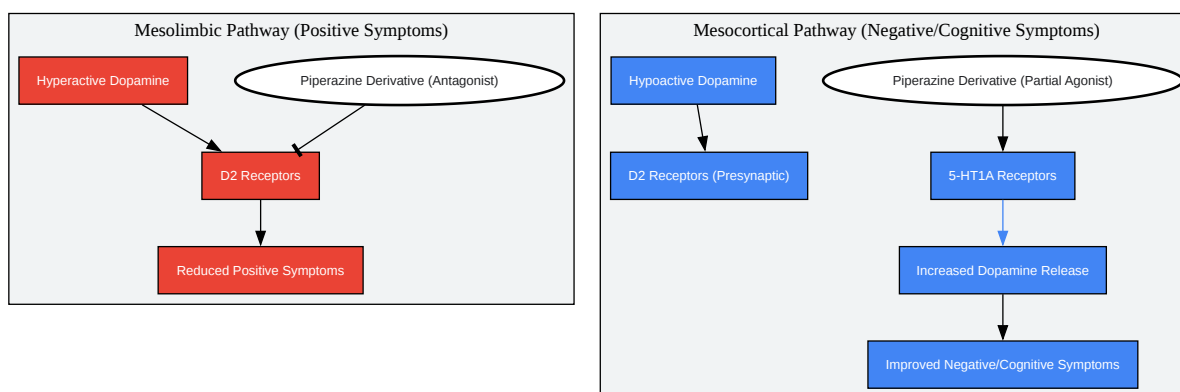 Mesolimbic Pathway (Positive Symptoms)
Hyperactive Dopamine
Piperazine Derivative (Antagonist)
D2 Receptors
Reduced Positive Symptoms
Mesocortical Pathway (Negative/Cognitive Symptoms)
Hypoactive Dopamine
Piperazine Derivative (Partial Agonist)
D2 Receptors (Presynaptic)
5-HT1A Receptors
Increased Dopamine Release
Improved Negative/Cognitive Symptoms